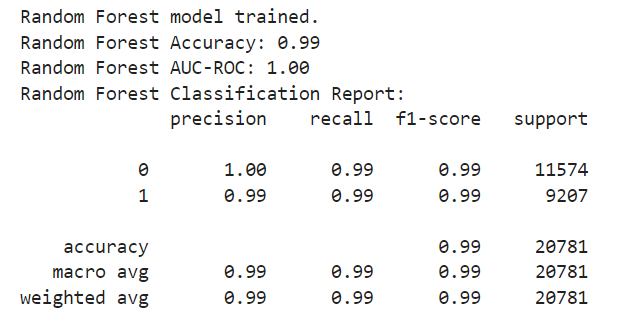 Random Forest model trained.
Random Forest Accuracy: 0.99
Random Forest AUC-ROC: 1.00
Random Forest Classification Report:
precision recall f1-score support
0 1.00 0.99 0.99 11574
1 0.99 0.99 0.99 9207
accuracy 0.99 20781
macro avg 0.99 0.99 0.99 20781
weighted avg 0.99 0.99 0.99 20781